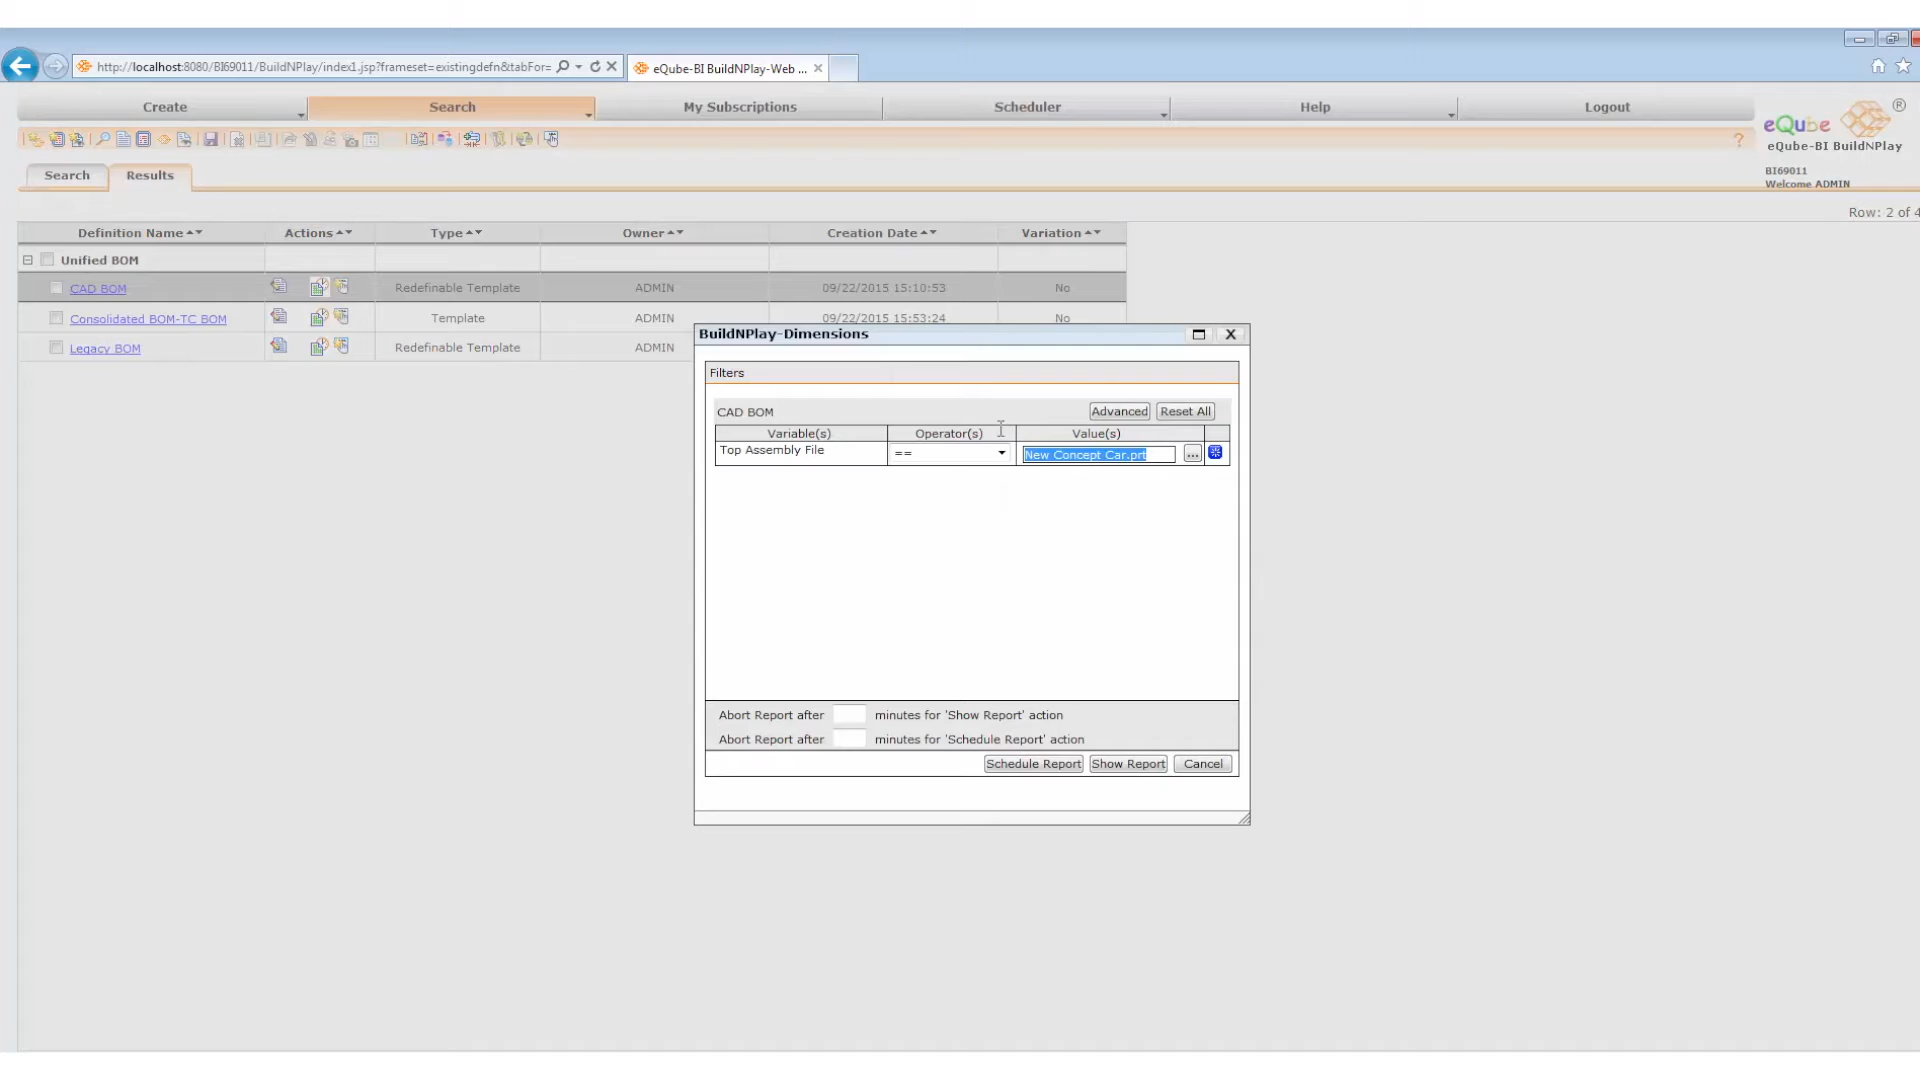 http://localhost:8080/BI69011/BuildNPlay/index1.jsp?frameset=existingdefn&tabFor=
eQube-BI BuildNPlay-Web ...
Create
Search
My Subscriptions
Scheduler
Help
Logout
eQube ®
eQube-BI BuildNPlay
BI69011
Welcome ADMIN
Search
Results
Row: 2 of 4
Definition Name
Actions
Type
Owner
Creation Date
Variation
Unified BOM
CAD BOM
Redefinable Template
ADMIN
09/22/2015 15:10:53
No
Consolidated BOM-TC BOM
Template
ADMIN
09/22/2015 15:53:24
No
Legacy BOM
Redefinable Template
ADMIN
BuildNPlay-Dimensions
X
Filters
CAD BOM
Advanced
Reset All
Variable(s)
Operator(s)
Value(s)
Top Assembly File
==
New Concept Car.prt
...
Abort Report after
minutes for 'Show Report' action
Abort Report after
minutes for 'Schedule Report' action
Schedule Report
Show Report
Cancel